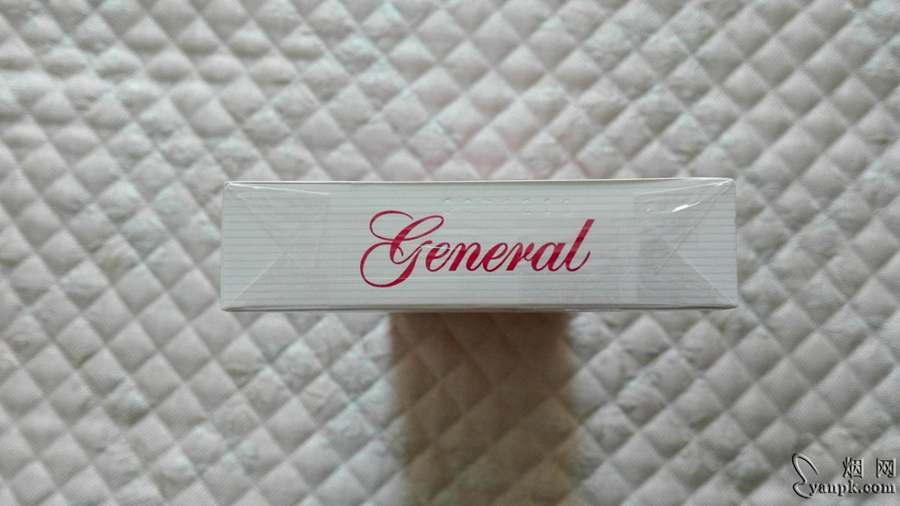 General
烟网
yanpk.com